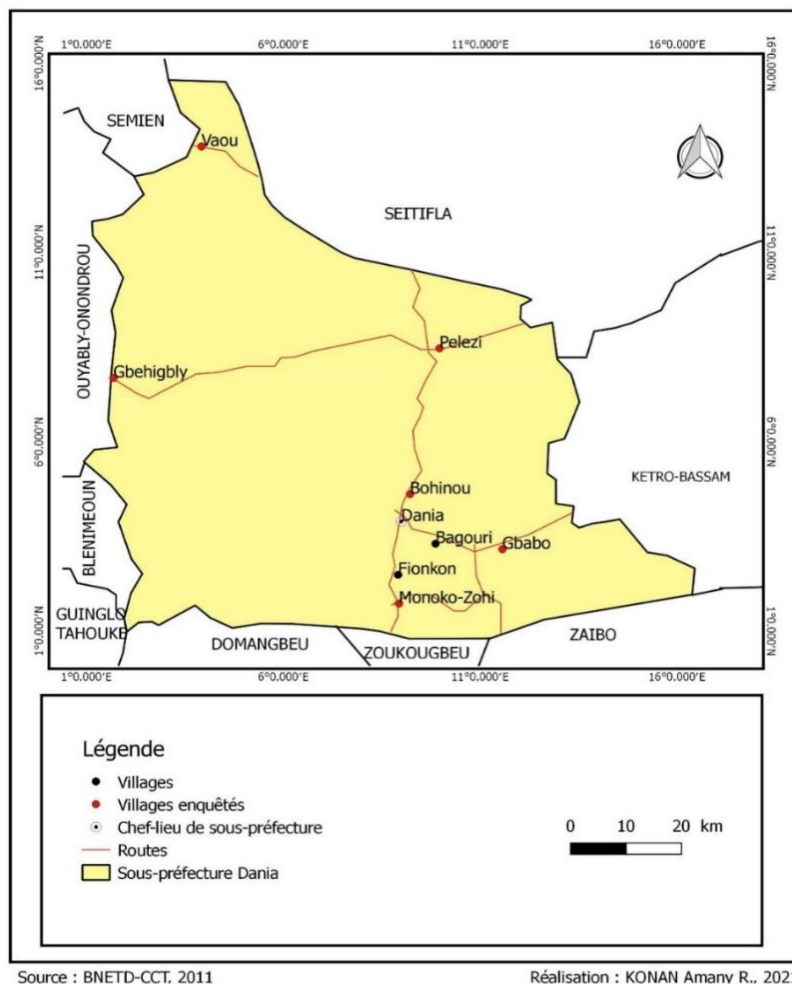 1°0.000'E 6°0.000'E 11°0.000'E 16°0.000'E
16°0.000'N 16°0.000'N
SEMIEN
Vaou
SEITIFLA
11°0.000'N 11°0.000'N
OUYABLY-ONONDROU
Pelezi
Gbehigbly
6°0.000'N 6°0.000'N
KETRO-BASSAM
Bohinou
Dania
BLENIMEOUN
Bagouri
Gbabo
Fionkon
Monoko-Zohi
GUINGLO
TAHOUKE
1°0.000'N 1°0.000'N
DOMANGBEU
ZOUKOUGBEU
ZAIBO
1°0.000'E 6°0.000'E 11°0.000'E 16°0.000'E
Légende
Villages
Villages enquêtés
Chef-lieu de sous-préfecture
Routes
Sous-préfecture Dania
0 10 20 km
Source : BNETD-CCT, 2011
Réalisation : KONAN Amany R.,